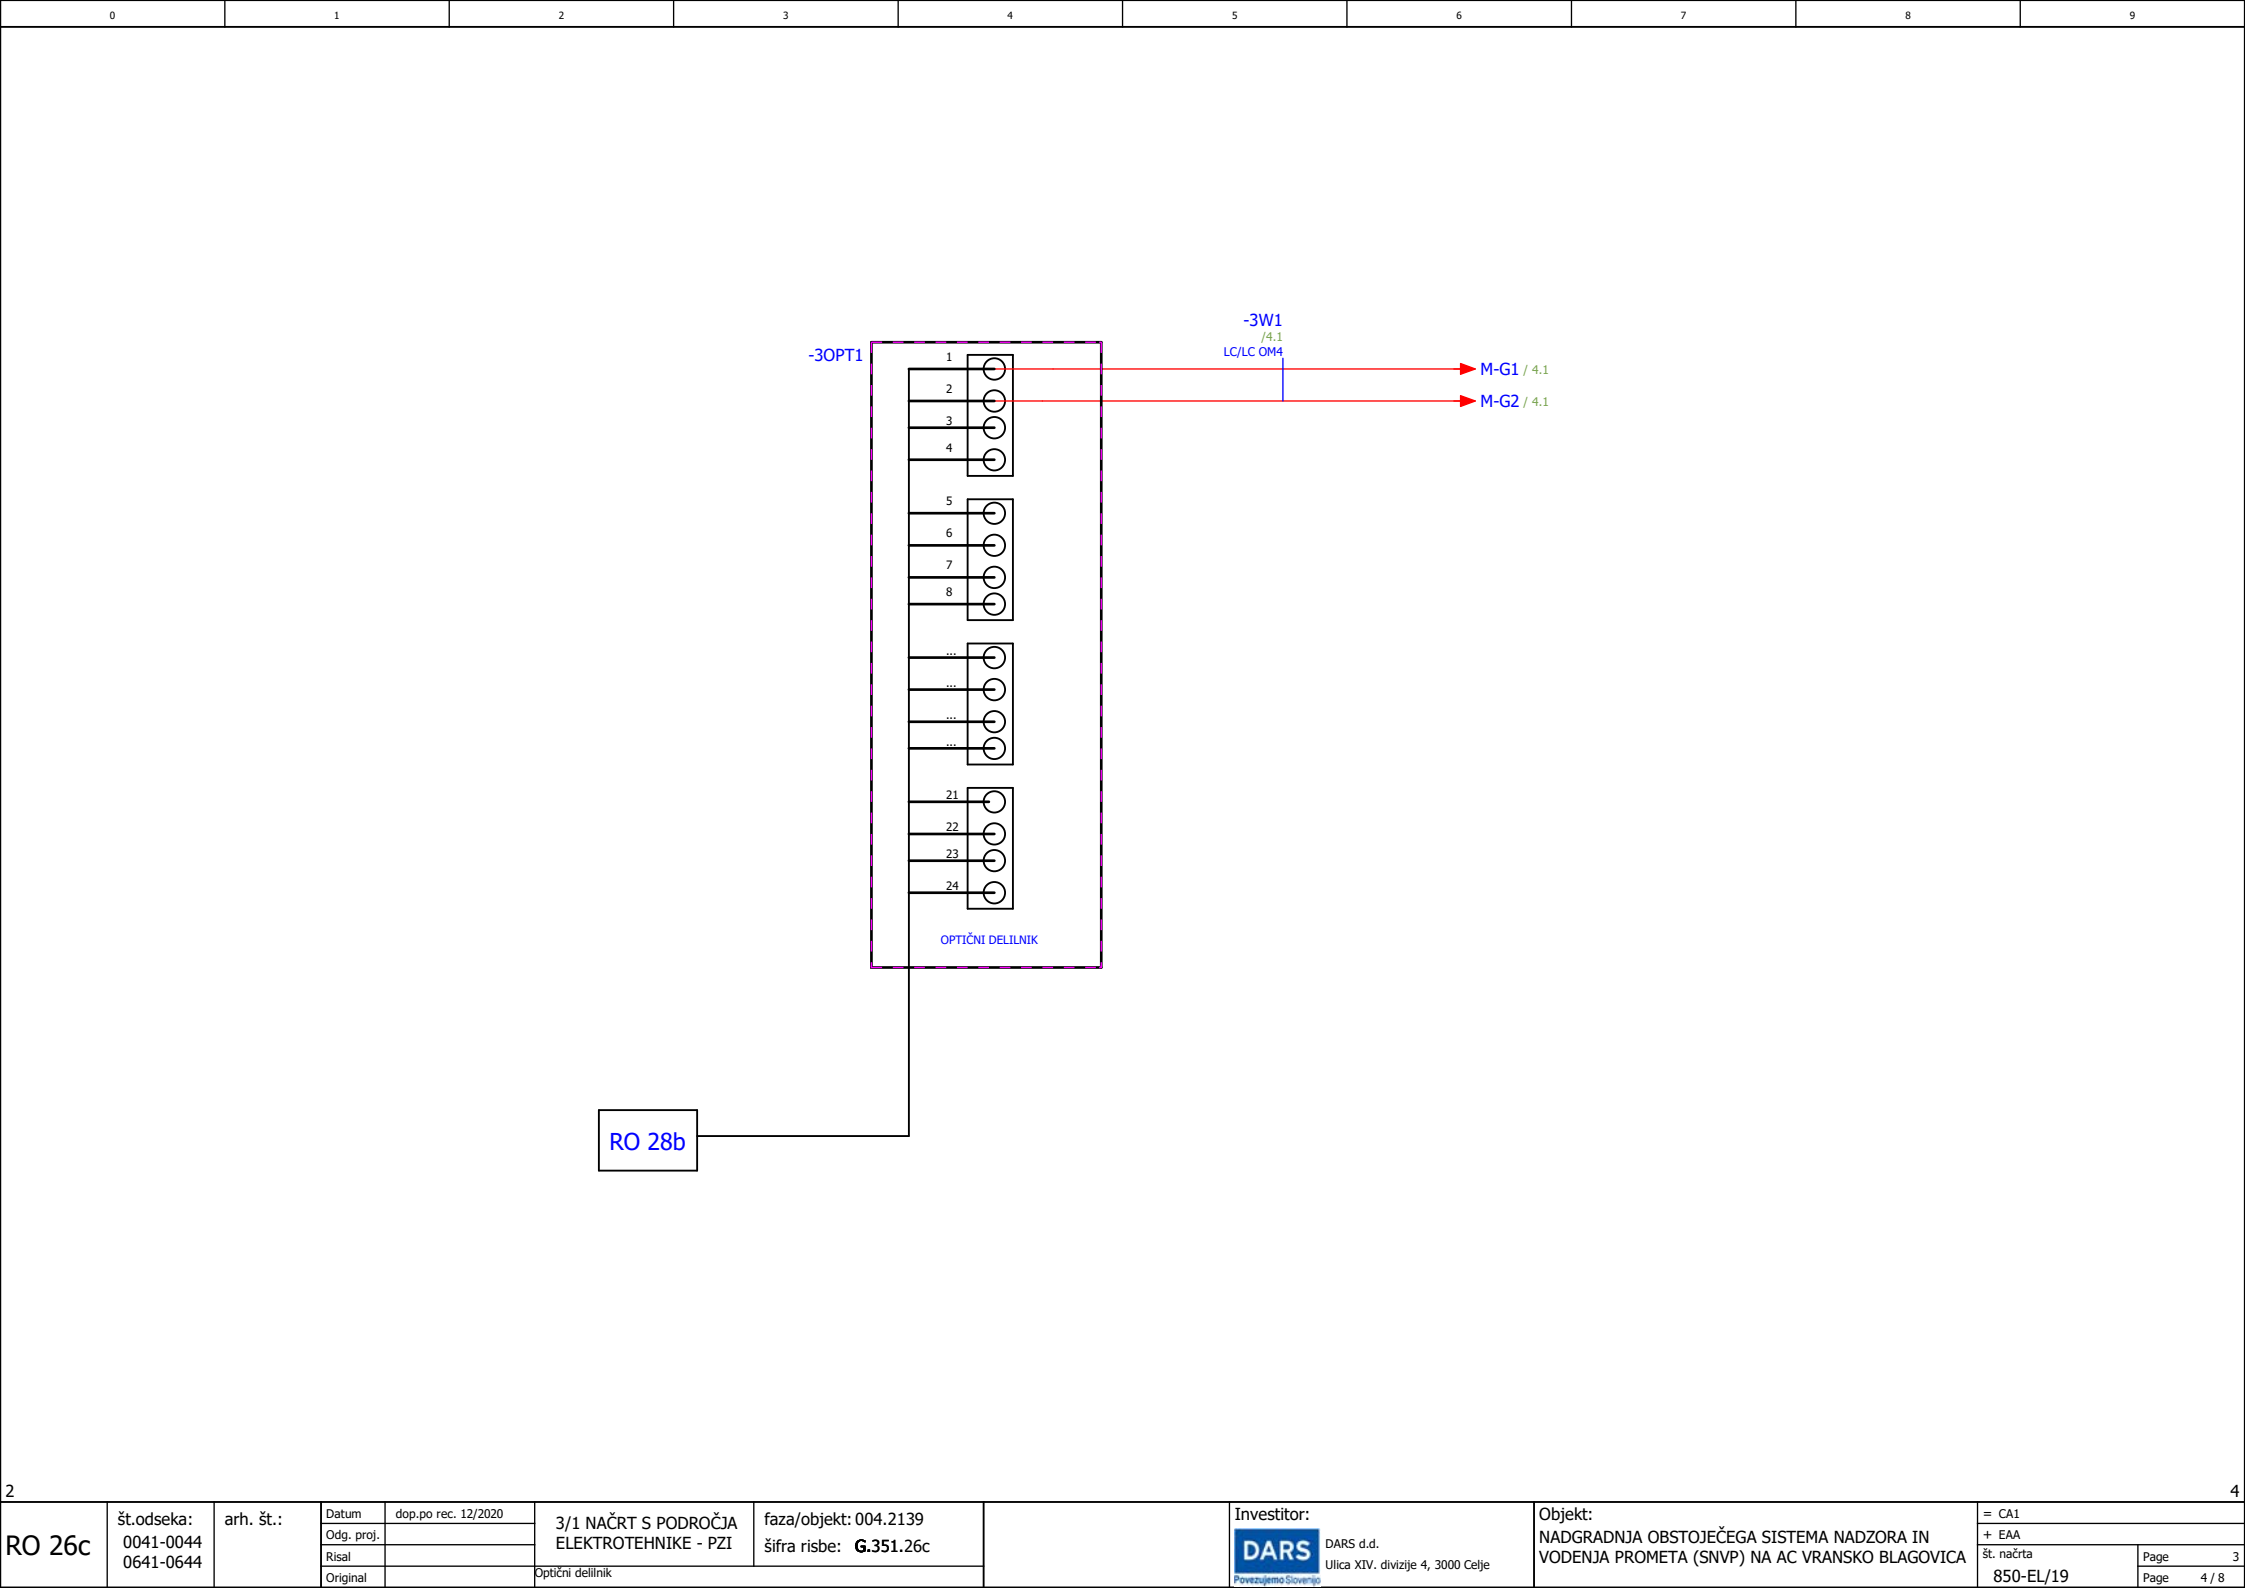 0 1 2 3 4 5 6 7 8 9
-3W1
/4.1
LC/LC OM4
-3OPT1
1
M-G1 / 4.1
2
M-G2 / 4.1
3
4
5
6
7
8
...
...
...
...
21
22
23
24
OPTIČNI DELILNIK
RO 28b
2
4
RO 26c
št.odseka:
0041-0044
0641-0644
arh. št.:
Datum dop.po rec. 12/2020
Odg. proj.
Risal
Original
3/1 NAČRT S PODROČJA
ELEKTROTEHNIKE - PZI
Optični delilnik
faza/objekt: 004.2139
šifra risbe: G.351.26c
Investitor:
DARS
Povezujemo Slovenijo
DARS d.d.
Ulica XIV. divizije 4, 3000 Celje
Objekt:
NADGRADNJA OBSTOJEČEGA SISTEMA NADZORA IN
VODENJA PROMETA (SNVP) NA AC VRANSKO BLAGOVICA
= CA1
+ EAA
št. načrta
850-EL/19
Page 3
Page 4 / 8